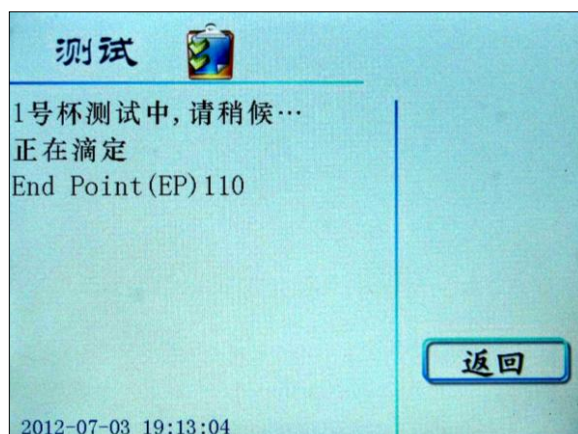 测试
1号杯测试中,请稍候…
正在滴定
End Point(EP)110
返回
2012-07-03 19:13:04